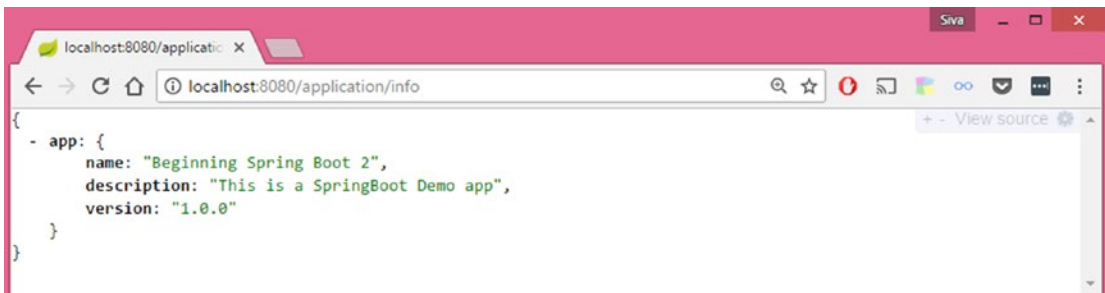 Siva
localhost:8080/applicatio
localhost:8080/application/info
+ - View source
{
- app: {
name: "Beginning Spring Boot 2",
description: "This is a SpringBoot Demo app",
version: "1.0.0"
}
}